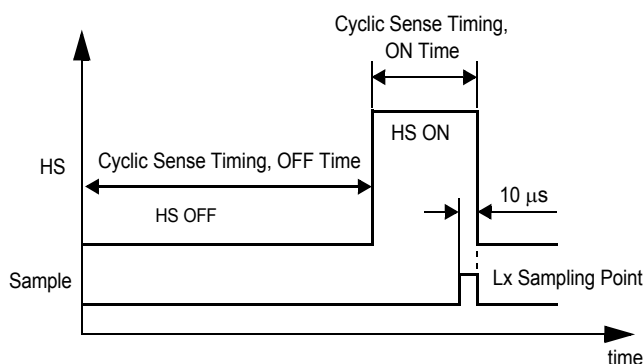 Cyclic Sense Timing,
ON Time
HS ON
HS
Cyclic Sense Timing, OFF Time
10 μs
HS OFF
Sample
Lx Sampling Point
time